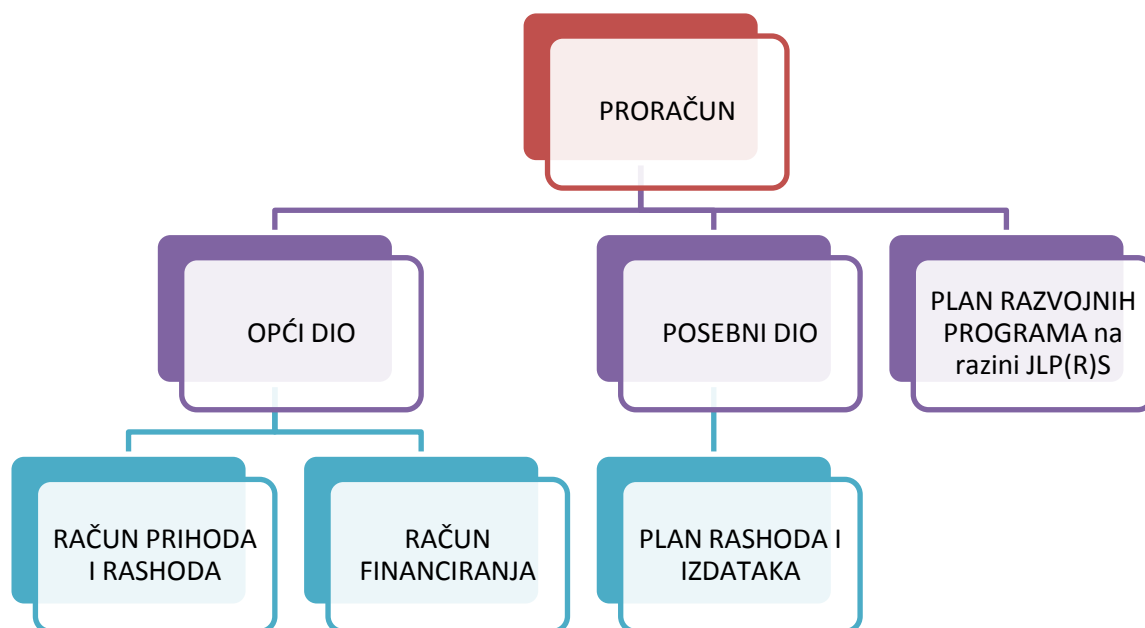 PRORAČUN
OPĆI DIO
POSEBNI DIO
PLAN RAZVOJNIH
PROGRAMA na
razini JLP(R)S
RAČUN PRIHODA
I RASHODA
RAČUN
FINANCIRANJA
PLAN RASHODA I
IZDATAKA